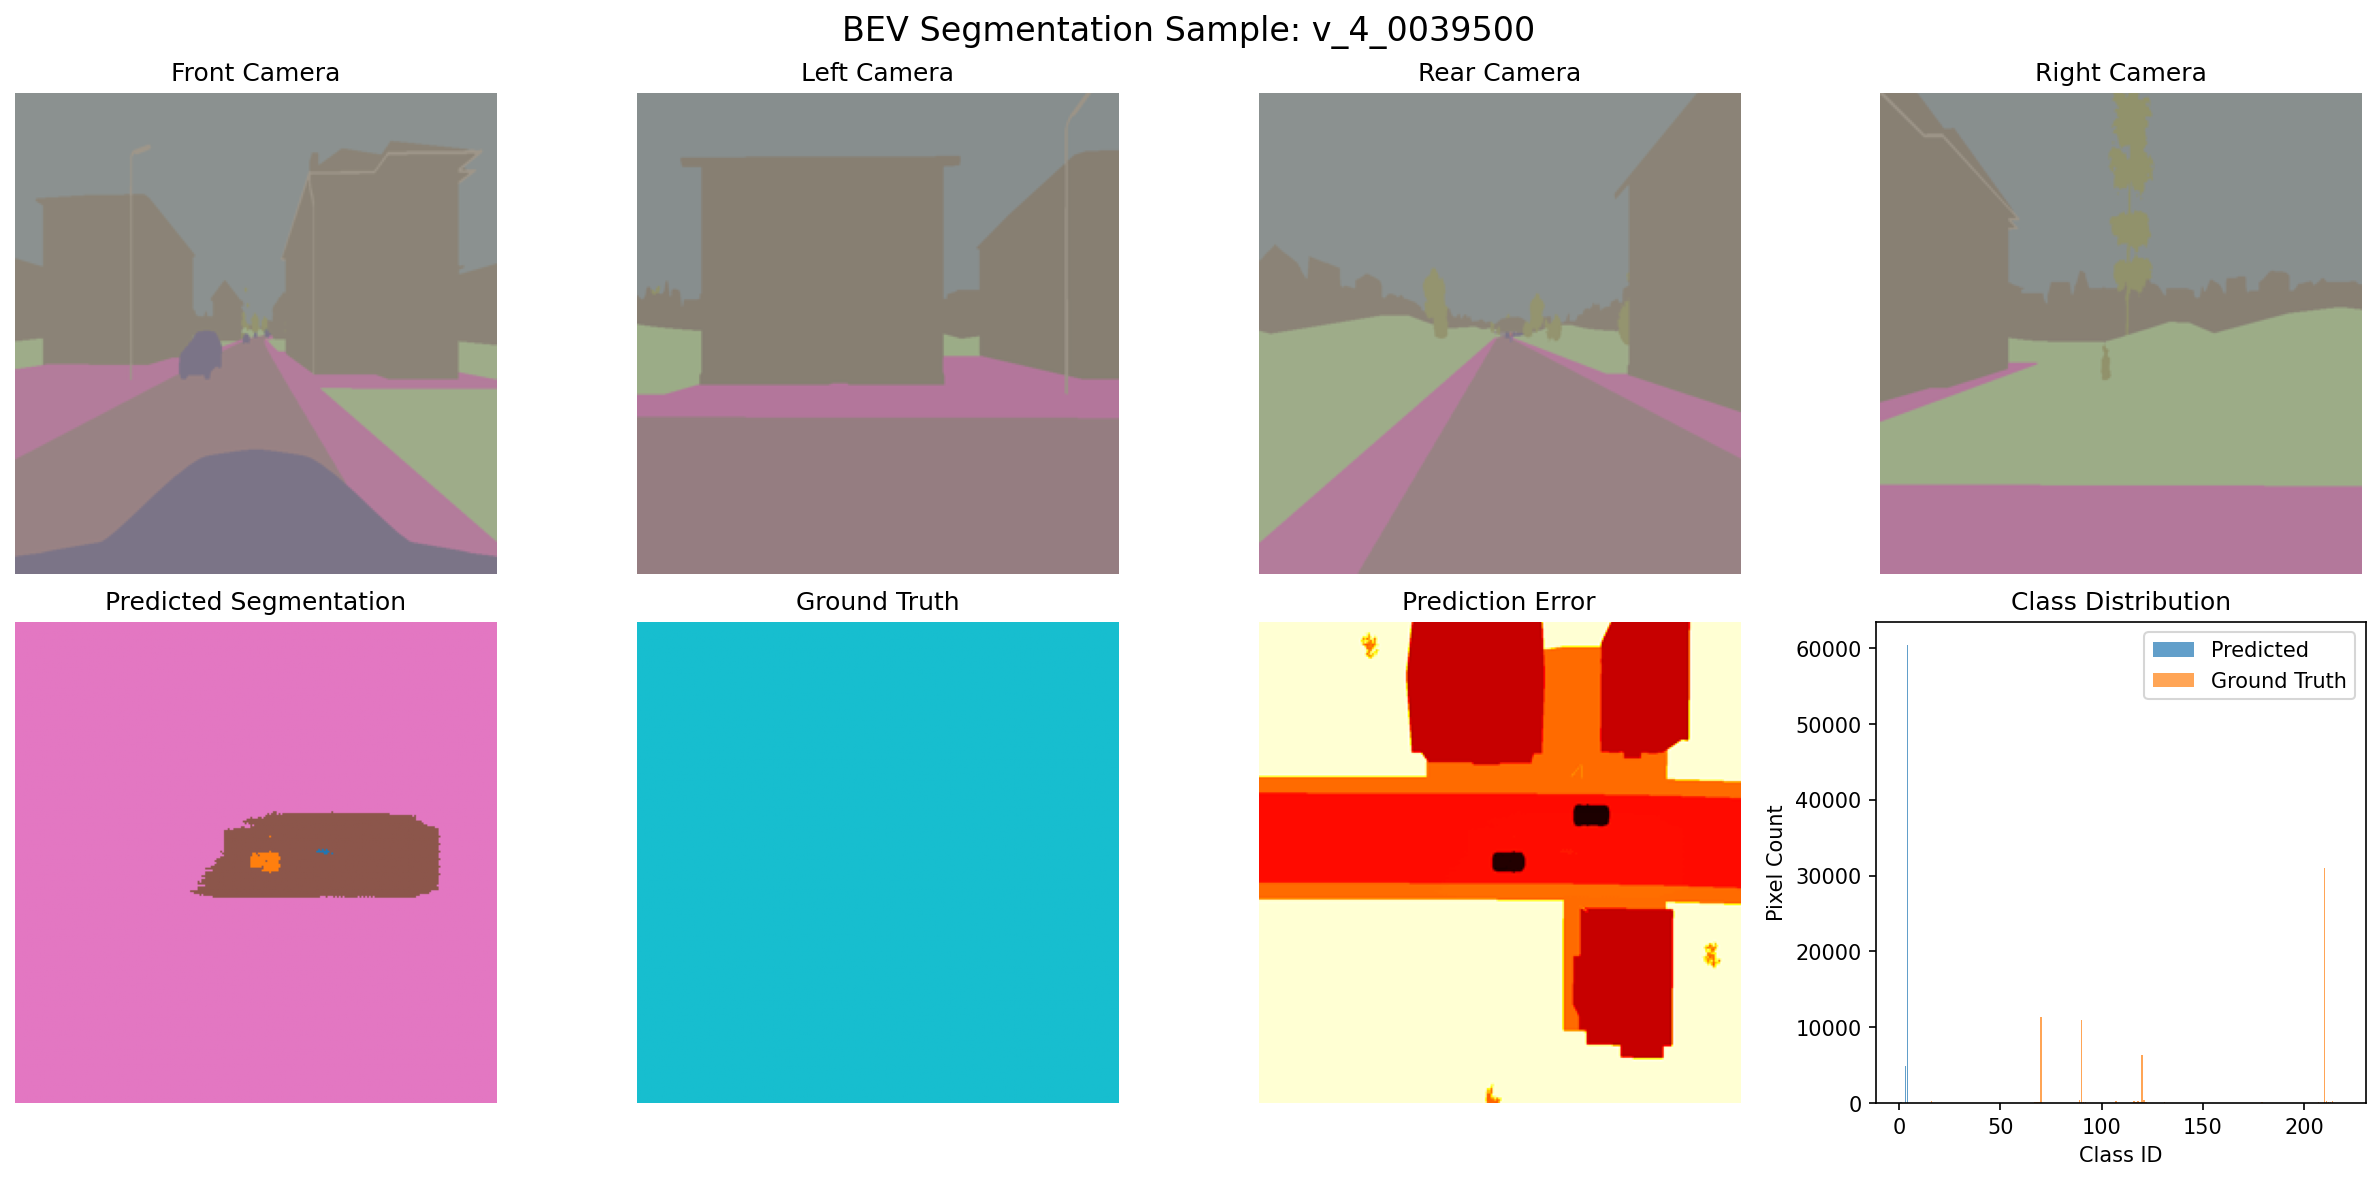 BEV Segmentation Sample: v_4_0039500
Front Camera
Left Camera
Rear Camera
Right Camera
Predicted Segmentation
Ground Truth
Prediction Error
Class Distribution
Predicted
Ground Truth
Pixel Count
60000
50000
40000
30000
20000
10000
0
0
50
100
150
200
Class ID